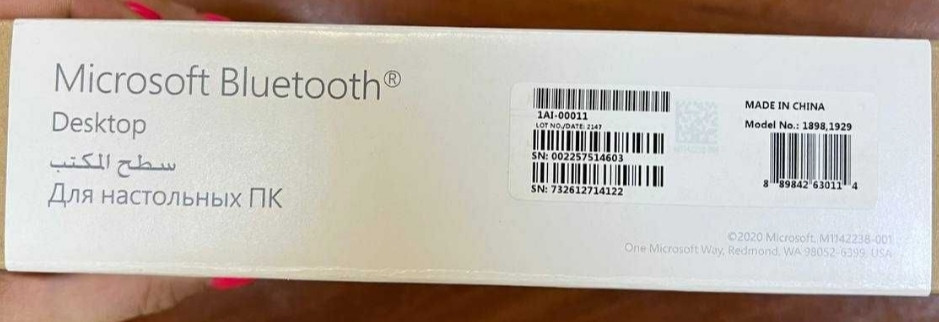 Microsoft Bluetooth®
Desktop
سطح المكتب
Для настольных ПК
1AI-00011
LOT NO./DATE: 2147
SN: 002257514603
SN: 732612714122
MADE IN CHINA
Model No.: 1898,1929
8 89842 63011 4
©2020 Microsoft, M1142238-001
One Microsoft Way, Redmond, WA 98052-6399, USA